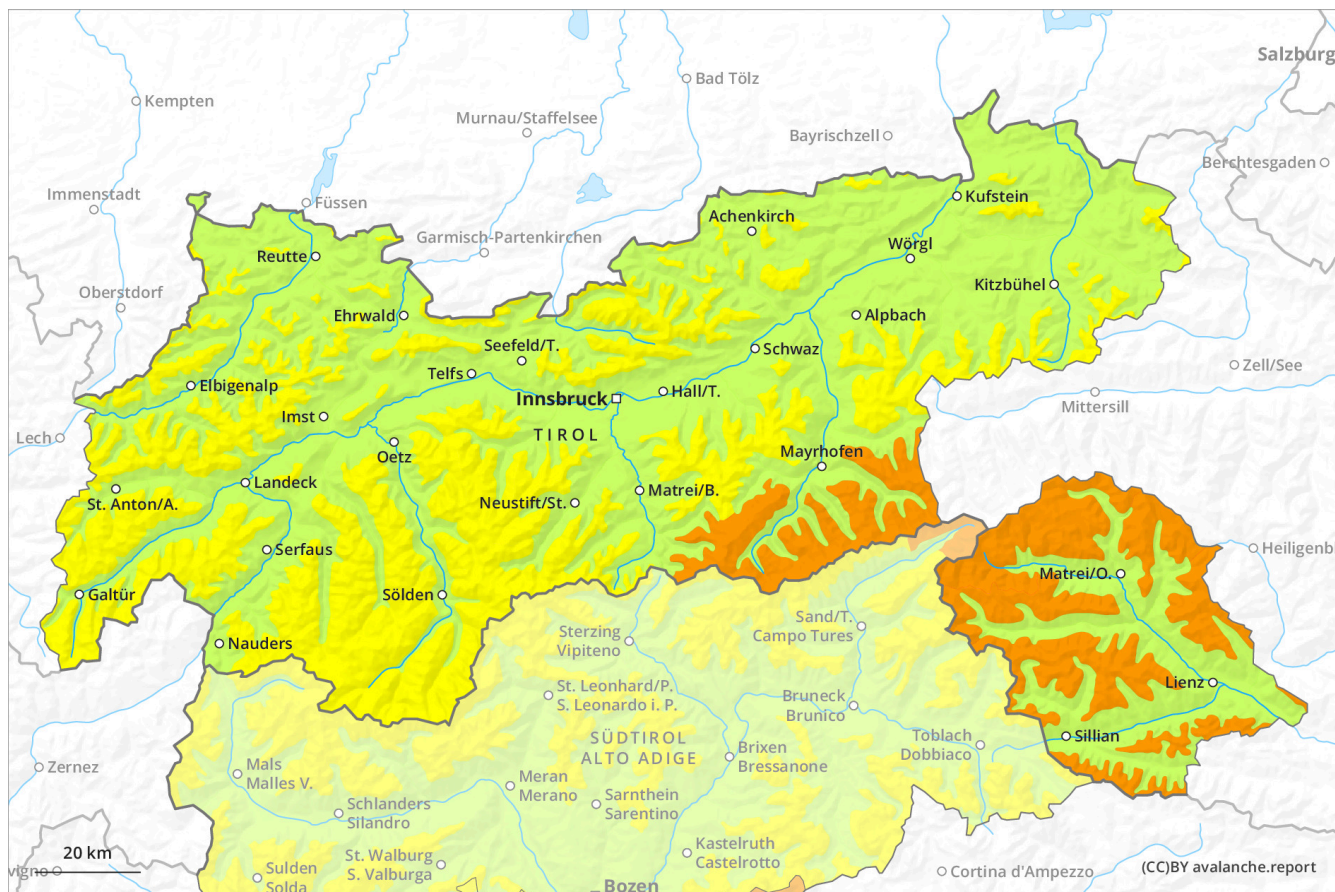 Salzburg
Kempten
Bad Tölz
Murnau/Staffelsee
Bayrischzell
Berchtesgaden
Immenstadt
Füssen
Kufstein
Achenkirch
Garmisch-Partenkirchen
Wörgl
Reutte
Kitzbühel
Oberstdorf
Ehrwald
Alpbach
Seefeld/T.
Schwaz
Zell/See
Telfs
Elbigenalp
Hall/T.
Innsbruck
Mittersill
Imst
TIROL
Lech
Oetz
Mayrhofen
Landeck
Matrei/B.
St. Anton/A.
Neustift/St.
Serfaus
Heiligenb
Matrei/O.
Galtür
Sölden
Sand/T.
Campo Tures
Sterzing
Vipiteno
Nauders
Lienz
St. Leonhard/P.
S. Leonardo i. P.
Bruneck
Brunico
Sillian
SÜDTIROL
ALTO ADIGE
Toblach
Dobbiaco
Brixen
Bressanone
Zernez
Mals
Malles V.
Meran
Merano
Sarnthein
Sarentino
Schlanders
Silandro
Kastelruth
Castelrotto
20 km
St. Walburg
S. Valburga
vigno
Sulden
Solda
Cortina d'Ampezzo
(CC)BY avalanche.report
Bozen